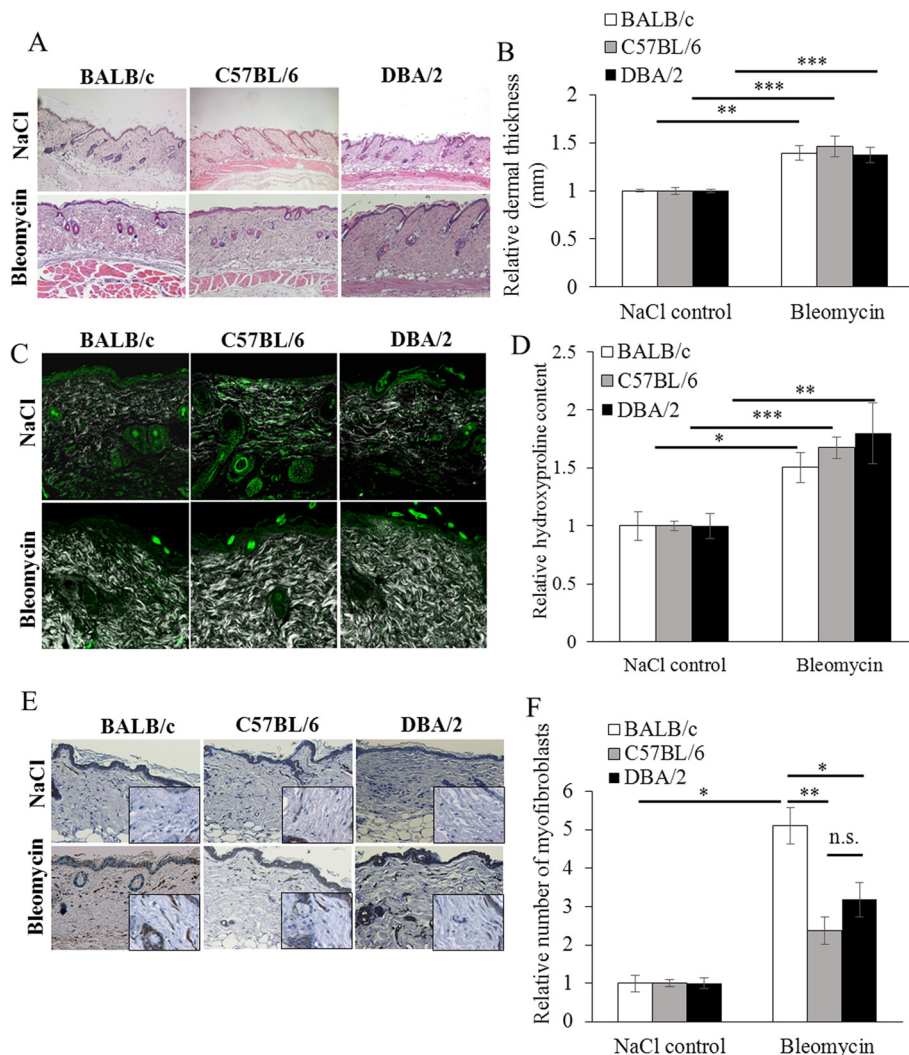 A
BALB/c
C57BL/6
DBA/2
NaCl
Bleomycin
B
BALB/c
C57BL/6
DBA/2
***
***
**
Relative dermal thickness
(mm)
2
1.5
1
0.5
0
NaCl control
Bleomycin
C
BALB/c
C57BL/6
DBA/2
NaCl
Bleomycin
D
BALB/c
C57BL/6
DBA/2
**
***
*
Relative hydroxyproline content
2.5
2
1.5
1
0.5
0
NaCl control
Bleomycin
E
BALB/c
C57BL/6
DBA/2
NaCl
Bleomycin
F
BALB/c
C57BL/6
DBA/2
*
*
**
n.s.
Relative number of myofibroblasts
6
5
4
3
2
1
0
NaCl control
Bleomycin